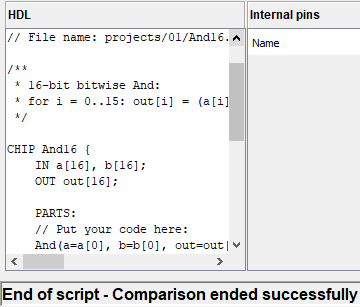 HDL
Internal pins
// File name: projects/01/And16.
Name
/**
* 16-bit bitwise And:
* for i = 0..15: out[i] = (a[i]
*/
CHIP And16 {
IN a[16], b[16];
OUT out[16];
PARTS:
// Put your code here:
And(a=a[0], b=b[0], out=out[
End of script - Comparison ended successfully